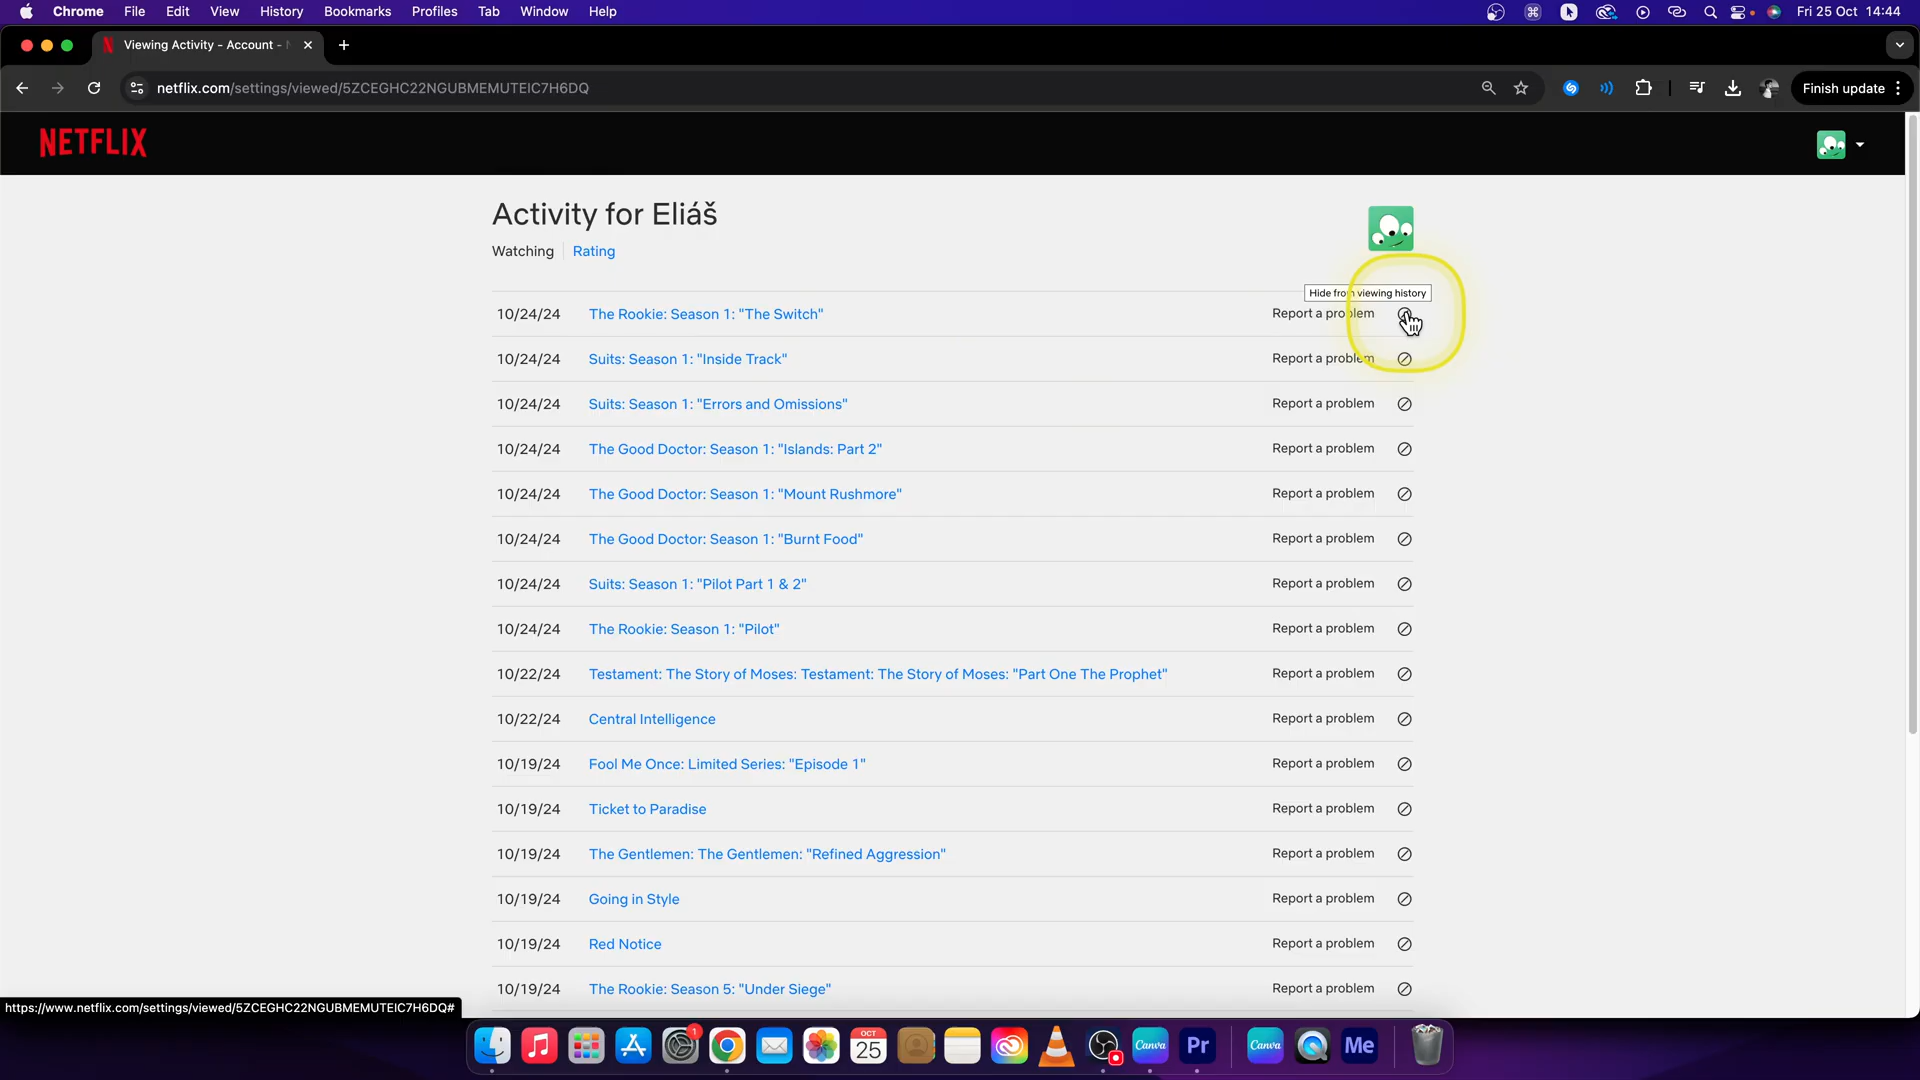 Chrome File Edit View History Bookmarks Profiles Tab Window Help Fri 25 Oct 14:44
Viewing Activity - Account -
netflix.com/settings/viewed/5ZCEGHC22NGUBMEMUTEIC7H6DQ Finish update
NETFLIX
Activity for Eliáš
Watching Rating
Hide from viewing history
10/24/24 The Rookie: Season 1: "The Switch" Report a problem
10/24/24 Suits: Season 1: "Inside Track" Report a problem
10/24/24 Suits: Season 1: "Errors and Omissions" Report a problem
10/24/24 The Good Doctor: Season 1: "Islands: Part 2" Report a problem
10/24/24 The Good Doctor: Season 1: "Mount Rushmore" Report a problem
10/24/24 The Good Doctor: Season 1: "Burnt Food" Report a problem
10/24/24 Suits: Season 1: "Pilot Part 1 & 2" Report a problem
10/24/24 The Rookie: Season 1: "Pilot" Report a problem
10/22/24 Testament: The Story of Moses: Testament: The Story of Moses: "Part One The Prophet" Report a problem
10/22/24 Central Intelligence Report a problem
10/19/24 Fool Me Once: Limited Series: "Episode 1" Report a problem
10/19/24 Ticket to Paradise Report a problem
10/19/24 The Gentlemen: The Gentlemen: "Refined Aggression" Report a problem
10/19/24 Going in Style Report a problem
10/19/24 Red Notice Report a problem
10/19/24 The Rookie: Season 5: "Under Siege" Report a problem
https://www.netflix.com/settings/viewed/5ZCEGHC22NGUBMEMUTEIC7H6DQ#
1
OCT
25
Canva
Pr
Canva
Me